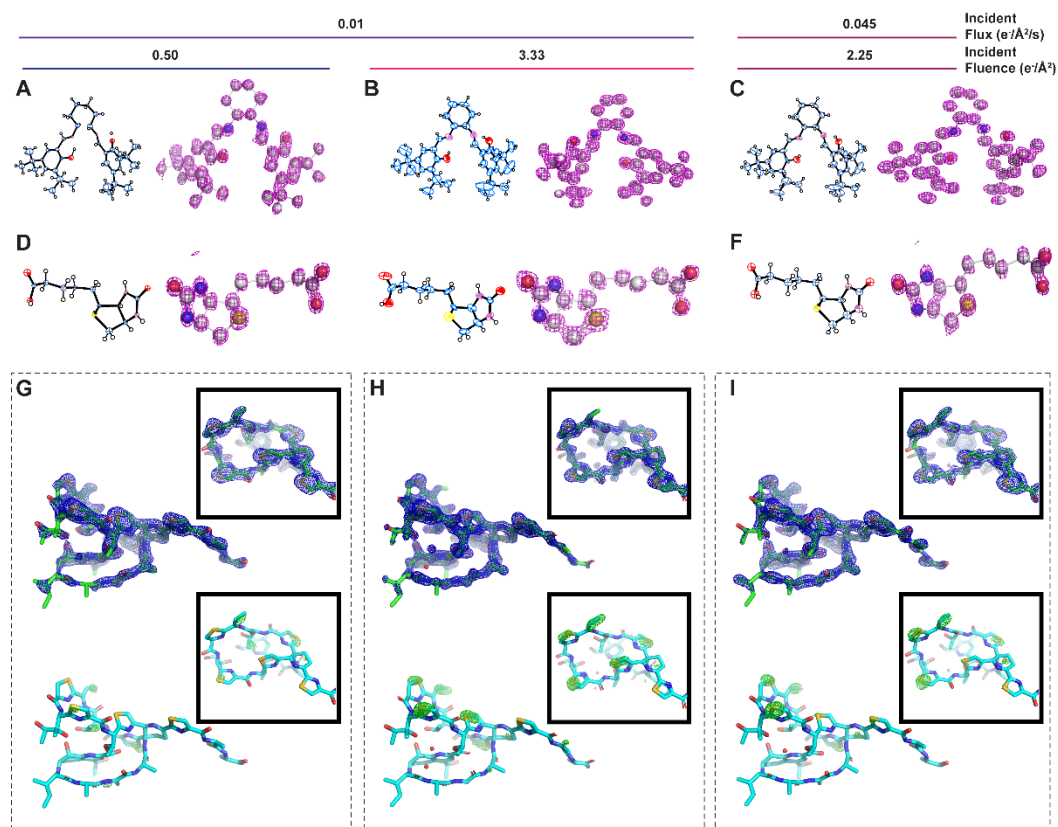 0.01
0.045
Incident
Flux (e⁻/Å²/s)
0.50
3.33
2.25
Incident
Fluence (e⁻/Å²)
A
B
C
D
F
G
H
I